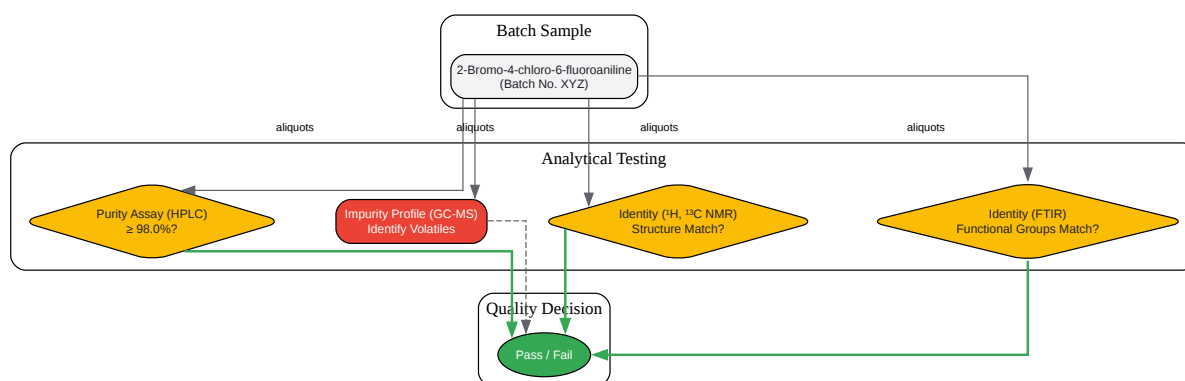 Batch Sample
2-Bromo-4-chloro-6-fluoroaniline
(Batch No. XYZ)
aliquots
aliquots
aliquots
aliquots
Analytical Testing
Purity Assay (HPLC)
≥ 98.0%?
Impurity Profile (GC-MS)
Identify Volatiles
Identity (¹H, ¹³C NMR)
Structure Match?
Identity (FTIR)
Functional Groups Match?
Quality Decision
Pass / Fail